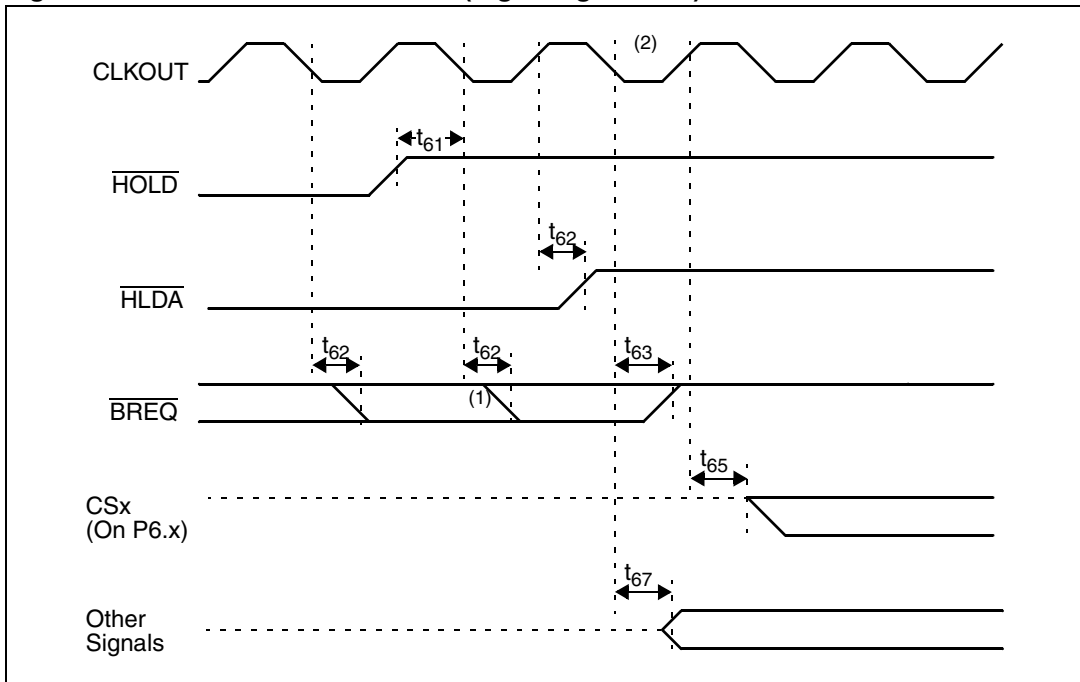 (2)
CLKOUT
t61
HOLD
t62
HLDA
t62
t62
t63
(1)
BREQ
t65
CSx
(On P6.x)
t67
Other
Signals